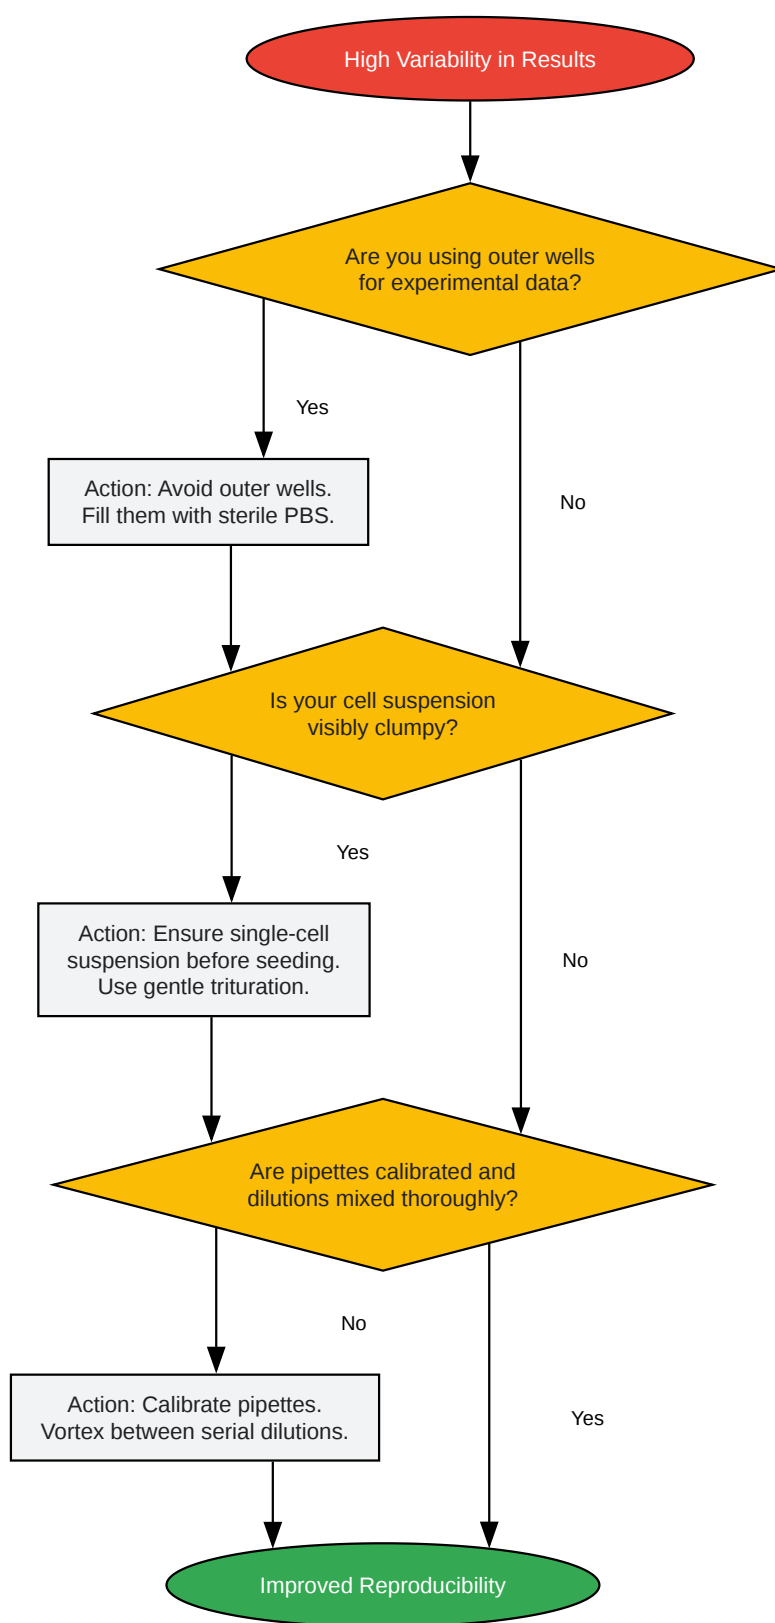 High Variability in Results
Are you using outer wells
for experimental data?
Yes
Action: Avoid outer wells.
Fill them with sterile PBS.
No
Is your cell suspension
visibly clumpy?
Yes
Action: Ensure single-cell
suspension before seeding.
Use gentle trituration.
No
Are pipettes calibrated and
dilutions mixed thoroughly?
No
Action: Calibrate pipettes.
Vortex between serial dilutions.
Yes
Improved Reproducibility